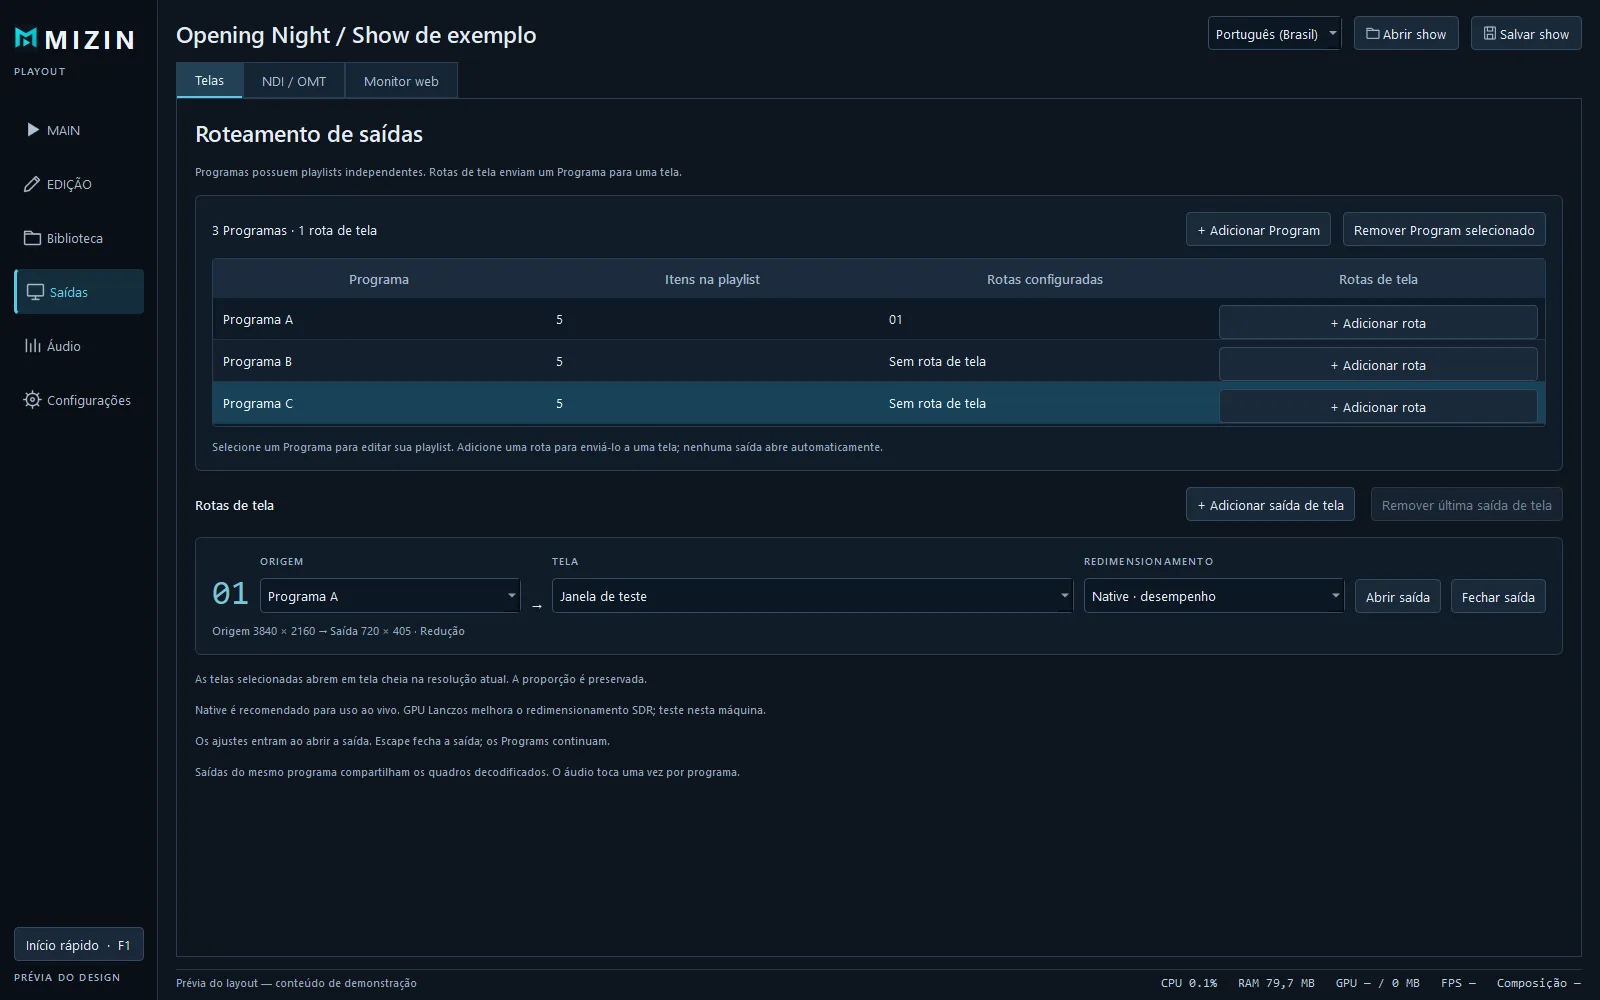 MIZIN
PLAYOUT
MAIN
EDIÇÃO
Biblioteca
Saídas
Áudio
Configurações
Início rápido · F1
PRÉVIA DO DESIGN
Opening Night / Show de exemplo
Português (Brasil)
Abrir show
Salvar show
Telas
NDI / OMT
Monitor web
Roteamento de saídas
Programas possuem playlists independentes. Rotas de tela enviam um Programa para uma tela.
3 Programas · 1 rota de tela
+ Adicionar Program
Remover Program selecionado
Programa Itens na playlist Rotas configuradas Rotas de tela
Programa A 5 01 + Adicionar rota
Programa B 5 Sem rota de tela + Adicionar rota
Programa C 5 Sem rota de tela + Adicionar rota
Selecione um Programa para editar sua playlist. Adicione uma rota para enviá-lo a uma tela; nenhuma saída abre automaticamente.
Rotas de tela
+ Adicionar saída de tela
Remover última saída de tela
ORIGEM TELA REDIMENSIONAMENTO
01 Programa A → Janela de teste Native · desempenho Abrir saída Fechar saída
Origem 3840 × 2160 → Saída 720 × 405 · Redução
As telas selecionadas abrem em tela cheia na resolução atual. A proporção é preservada.
Native é recomendado para uso ao vivo. GPU Lanczos melhora o redimensionamento SDR; teste nesta máquina.
Os ajustes entram ao abrir a saída. Escape fecha a saída; os Programs continuam.
Saídas do mesmo programa compartilham os quadros decodificados. O áudio toca uma vez por programa.
Prévia do layout — conteúdo de demonstração
CPU 0.1% RAM 79,7 MB GPU — / 0 MB FPS — Composição —